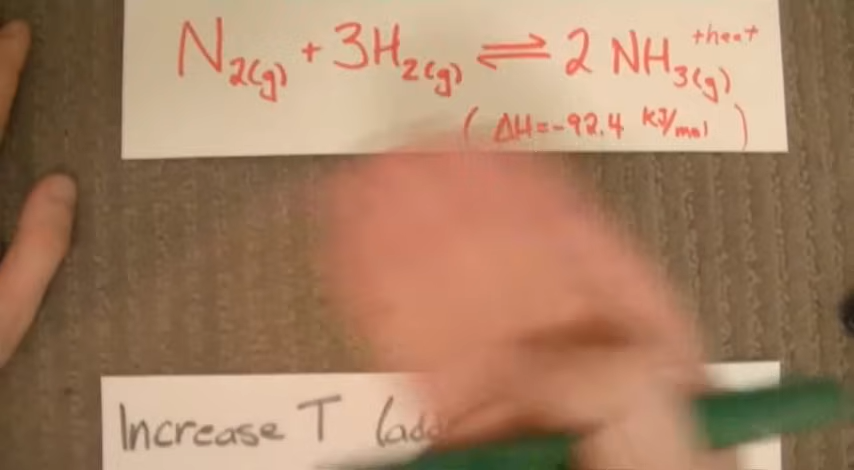 N2(g) + 3H2(g) ⇌ 2 NH3(g) + heat
(ΔH=-92.4 kJ/mol)
Increase T